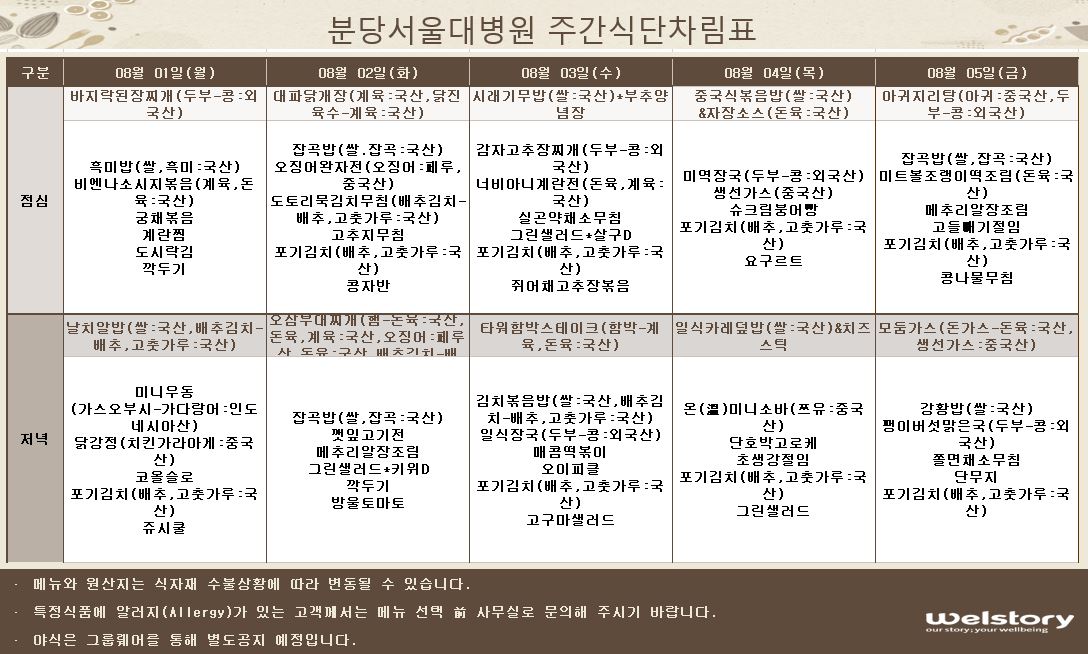 분당서울대병원 주간식단차림표
구분
08월 01일(월)
08월 02일(화)
08월 03일(수)
08월 04일(목)
08월 05일(금)
점심
바지락된장찌개(두부-콩:외
국산)
흑미밥(쌀,흑미:국산)
비엔나소시지볶음(계육,돈
육:국산)
궁채볶음
계란찜
도시락김
깍두기
대파닭개장(계육:국산,닭진
육수-계육:국산)
잡곡밥(쌀,잡곡:국산)
오징어완자전(오징어:페루,
중국산)
도토리묵김치무침(배추김치-
배추,고춧가루:국산)
고추지무침
포기김치(배추,고춧가루:국
산)
콩자반
시래기무밥(쌀:국산)*부추양
념장
감자고추장찌개(두부-콩:외
국산)
너비아니계란전(돈육,계육:
국산)
실곤약채소무침
그린샐러드*살구D
포기김치(배추,고춧가루:국
산)
쥐어채고추장볶음
중국식볶음밥(쌀:국산)
&자장소스(돈육:국산)
미역장국(두부-콩:외국산)
생선가스(중국산)
슈크림붕어빵
포기김치(배추,고춧가루:국
산)
요구르트
아귀지리탕(아귀:중국산,두
부-콩:외국산)
잡곡밥(쌀,잡곡:국산)
미트볼조랭이떡조림(돈육:국
산)
메추리알장조림
고들빼기절임
포기김치(배추,고춧가루:국
산)
콩나물무침
저녁
날치알밥(쌀:국산,배추김치-
배추,고춧가루:국산)
미니우동
(가스오부시-가다랑어:인도
네시아산)
닭강정(치킨가라아게:중국
산)
코올슬로
포기김치(배추,고춧가루:국
산)
쥬시쿨
오삼부대찌개(햄-돈육:국산,
돈육,계육:국산,오징어:페루
산,돈육:국산,배추김치-배
잡곡밥(쌀,잡곡:국산)
깻잎고기전
메추리알장조림
그린샐러드*키위D
깍두기
방울토마토
타워함박스테이크(함박-계
육,돈육:국산)
김치볶음밥(쌀:국산,배추김
치-배추,고춧가루:국산)
일식장국(두부-콩:외국산)
매콤떡볶이
오이피클
포기김치(배추,고춧가루:국
산)
고구마샐러드
일식카레덮밥(쌀:국산)&치즈
스틱
온(溫)미니소바(쯔유:중국
산)
단호박고로케
초생강절임
포기김치(배추,고춧가루:국
산)
그린샐러드
모둠가스(돈가스-돈육:국산,
생선가스:중국산)
강황밥(쌀:국산)
팽이버섯맑은국(두부-콩:외
국산)
쫄면채소무침
단무지
포기김치(배추,고춧가루:국
산)
· 메뉴와 원산지는 식자재 수불상황에 따라 변동될 수 있습니다.
· 특정식품에 알러지(Allergy)가 있는 고객께서는 메뉴 선택 前 사무실로 문의해 주시기 바랍니다.
· 야식은 그룹웨어를 통해 별도공지 예정입니다.
welstory
our story; your wellbeing